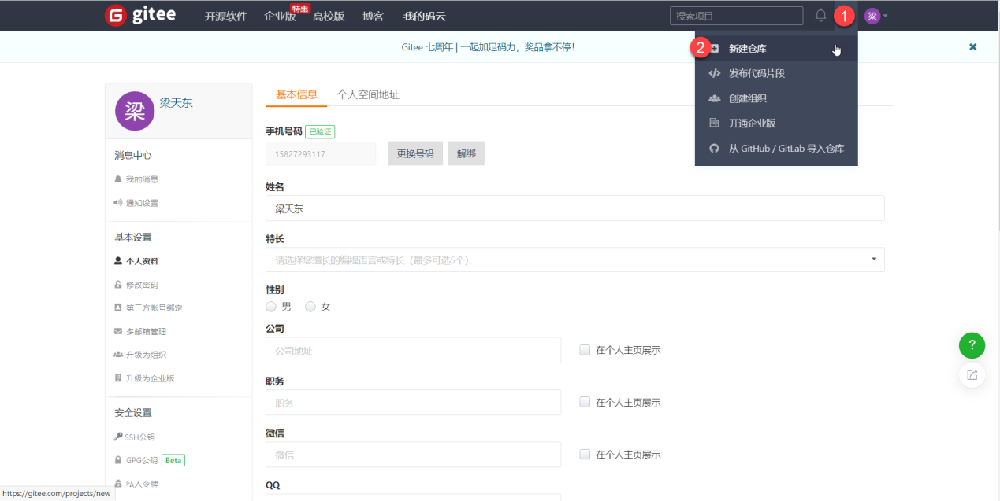 gitee 开源软件 企业版 特惠 高校版 博客 我的码云 搜索项目 1 梁
Gitee 七周年 | 一起加足码力，奖品拿不停！
2 新建仓库
发布代码片段
创建组织
开通企业版
从 GitHub / GitLab 导入仓库
梁 梁天东
消息中心
我的消息
通知设置
基本设置
个人资料
修改密码
第三方帐号绑定
多邮箱管理
升级为组织
升级为企业版
安全设置
SSH公钥
GPG公钥 Beta
私人令牌
基本信息 个人空间地址
手机号码 已验证
15827293117 更换号码 解绑
姓名
梁天东
特长
请选择您擅长的编程语言或特长（最多可选5个）
性别
男 女
公司
公司地址 在个人主页展示
职务
职务 在个人主页展示
微信
微信 在个人主页展示
QQ
?
https://gitee.com/projects/new